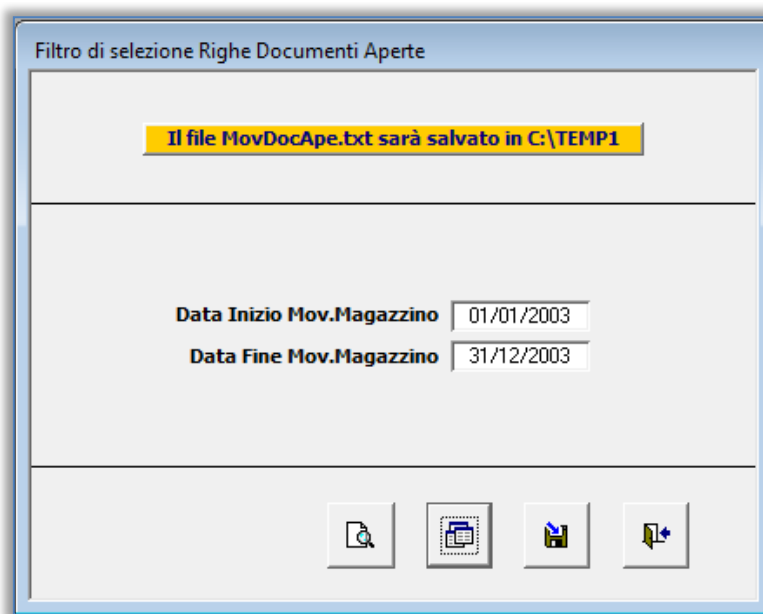 Filtro di selezione Righe Documenti Aperte
Il file MovDocApe.txt sarà salvato in C:\TEMP1
Data Inizio Mov.Magazzino 01/01/2003
Data Fine Mov.Magazzino 31/12/2003